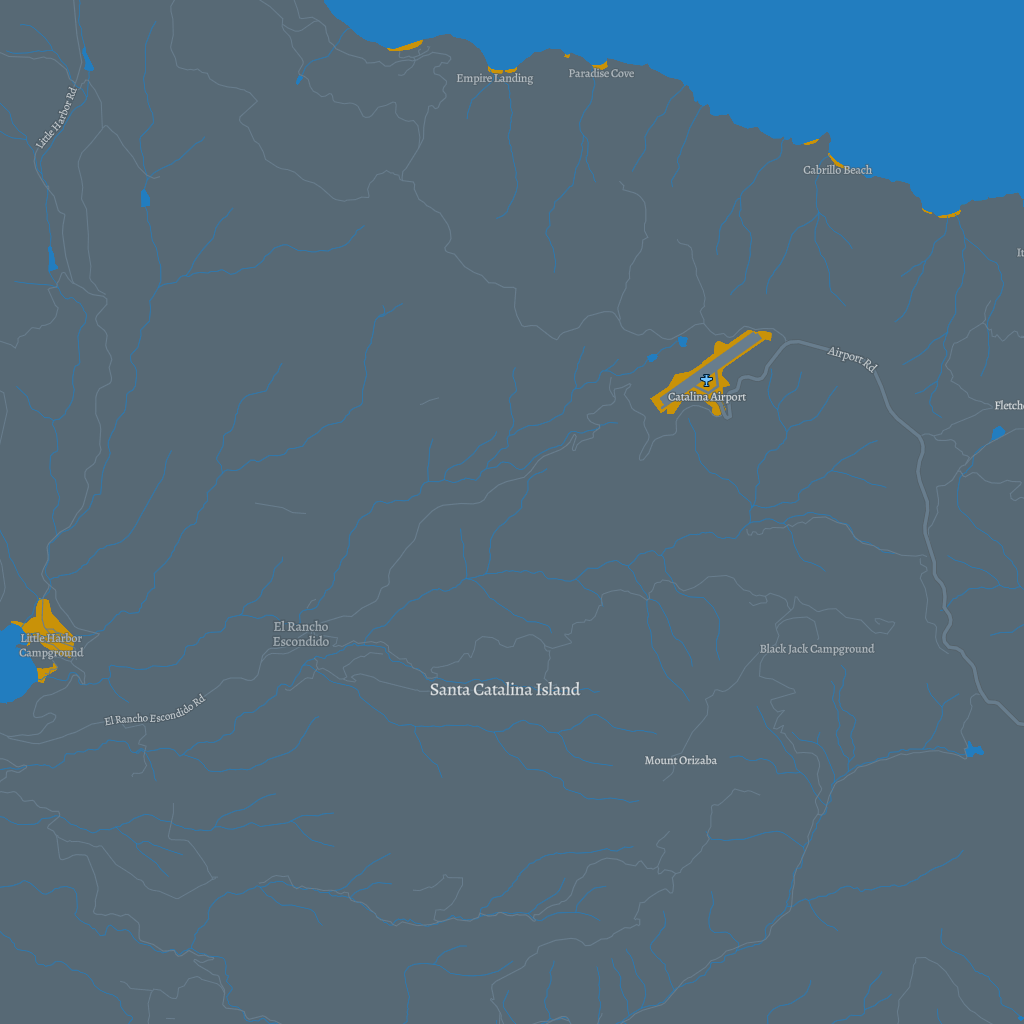 Empire Landing
Paradise Cove
Little Harbor Rd
Cabrillo Beach
Airport Rd
Catalina Airport
El Rancho
Escondido
Little Harbor
Campground
Black Jack Campground
Santa Catalina Island
El Rancho Escondido Rd
Mount Orizaba